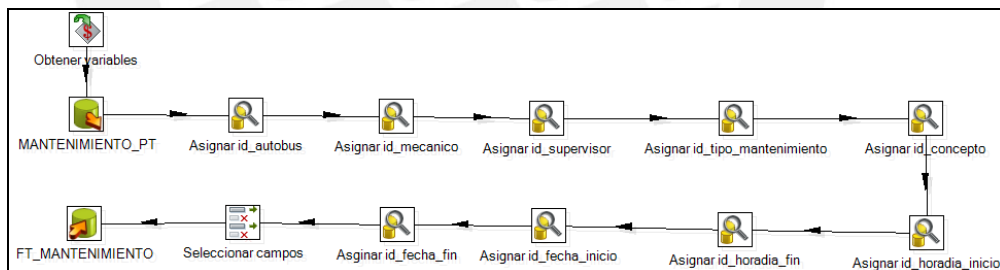 Obtener variables
MANTENIMIENTO_PT
Asignar id_autobus
Asignar id_mecanico
Asignar id_supervisor
Asignar id_tipo_mantenimiento
Asignar id_concepto
FT_MANTENIMIENTO
Seleccionar campos
Asignar id_fecha_fin
Asignar id_fecha_inicio
Asignar id_horadia_fin
Asignar id_horadia_inicio